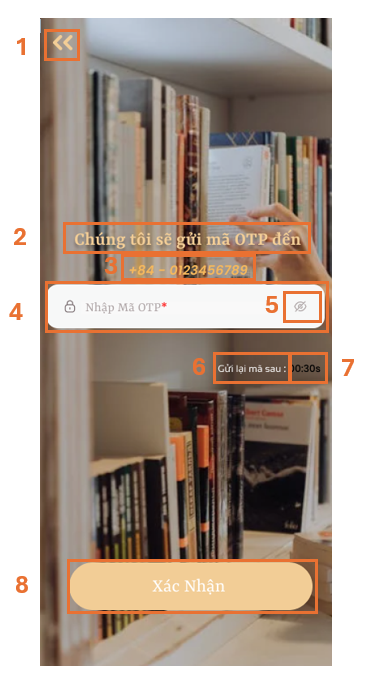 1
2
Chúng tôi sẽ gửi mã OTP đến
3
+84 - 0123456789
4
Nhập Mã OTP*
5
6
Gửi lại mã sau : 00:30s
7
8
Xác Nhận